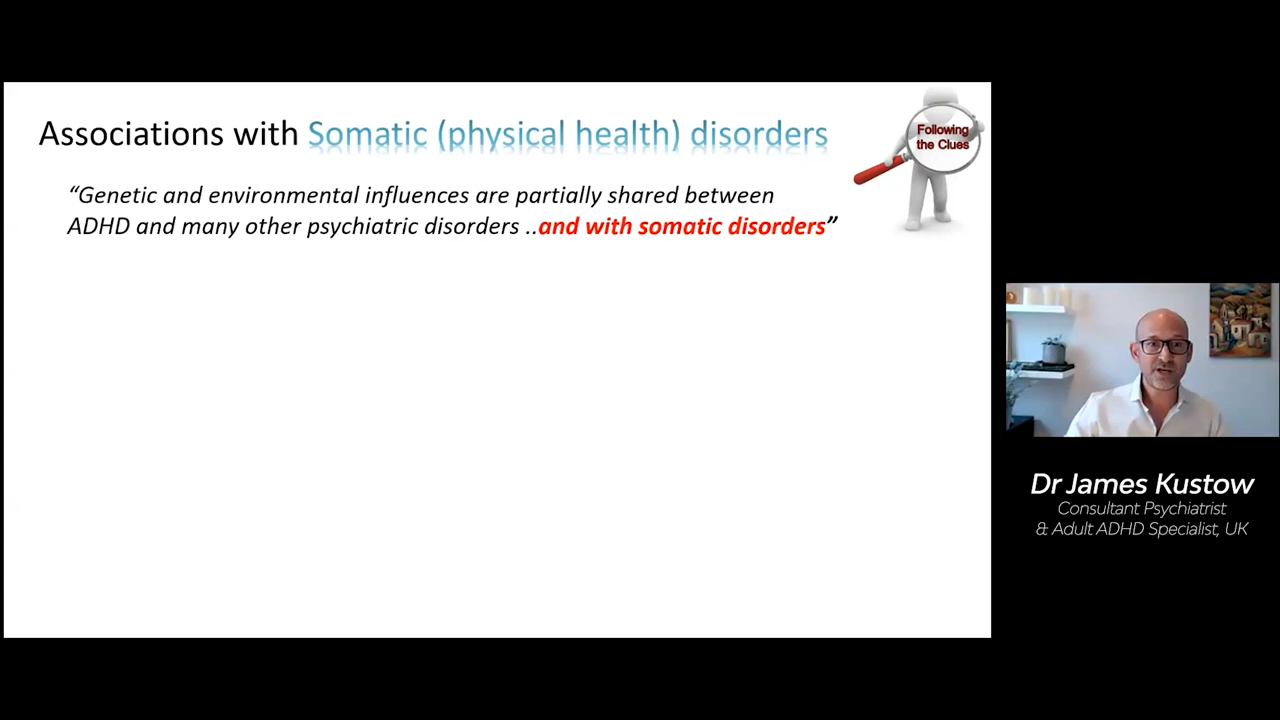 Associations with Somatic (physical health) disorders
Following
the Clues
“Genetic and environmental influences are partially shared between
ADHD and many other psychiatric disorders ..and with somatic disorders”
Dr James Kustow
Consultant Psychiatrist
& Adult ADHD Specialist, UK